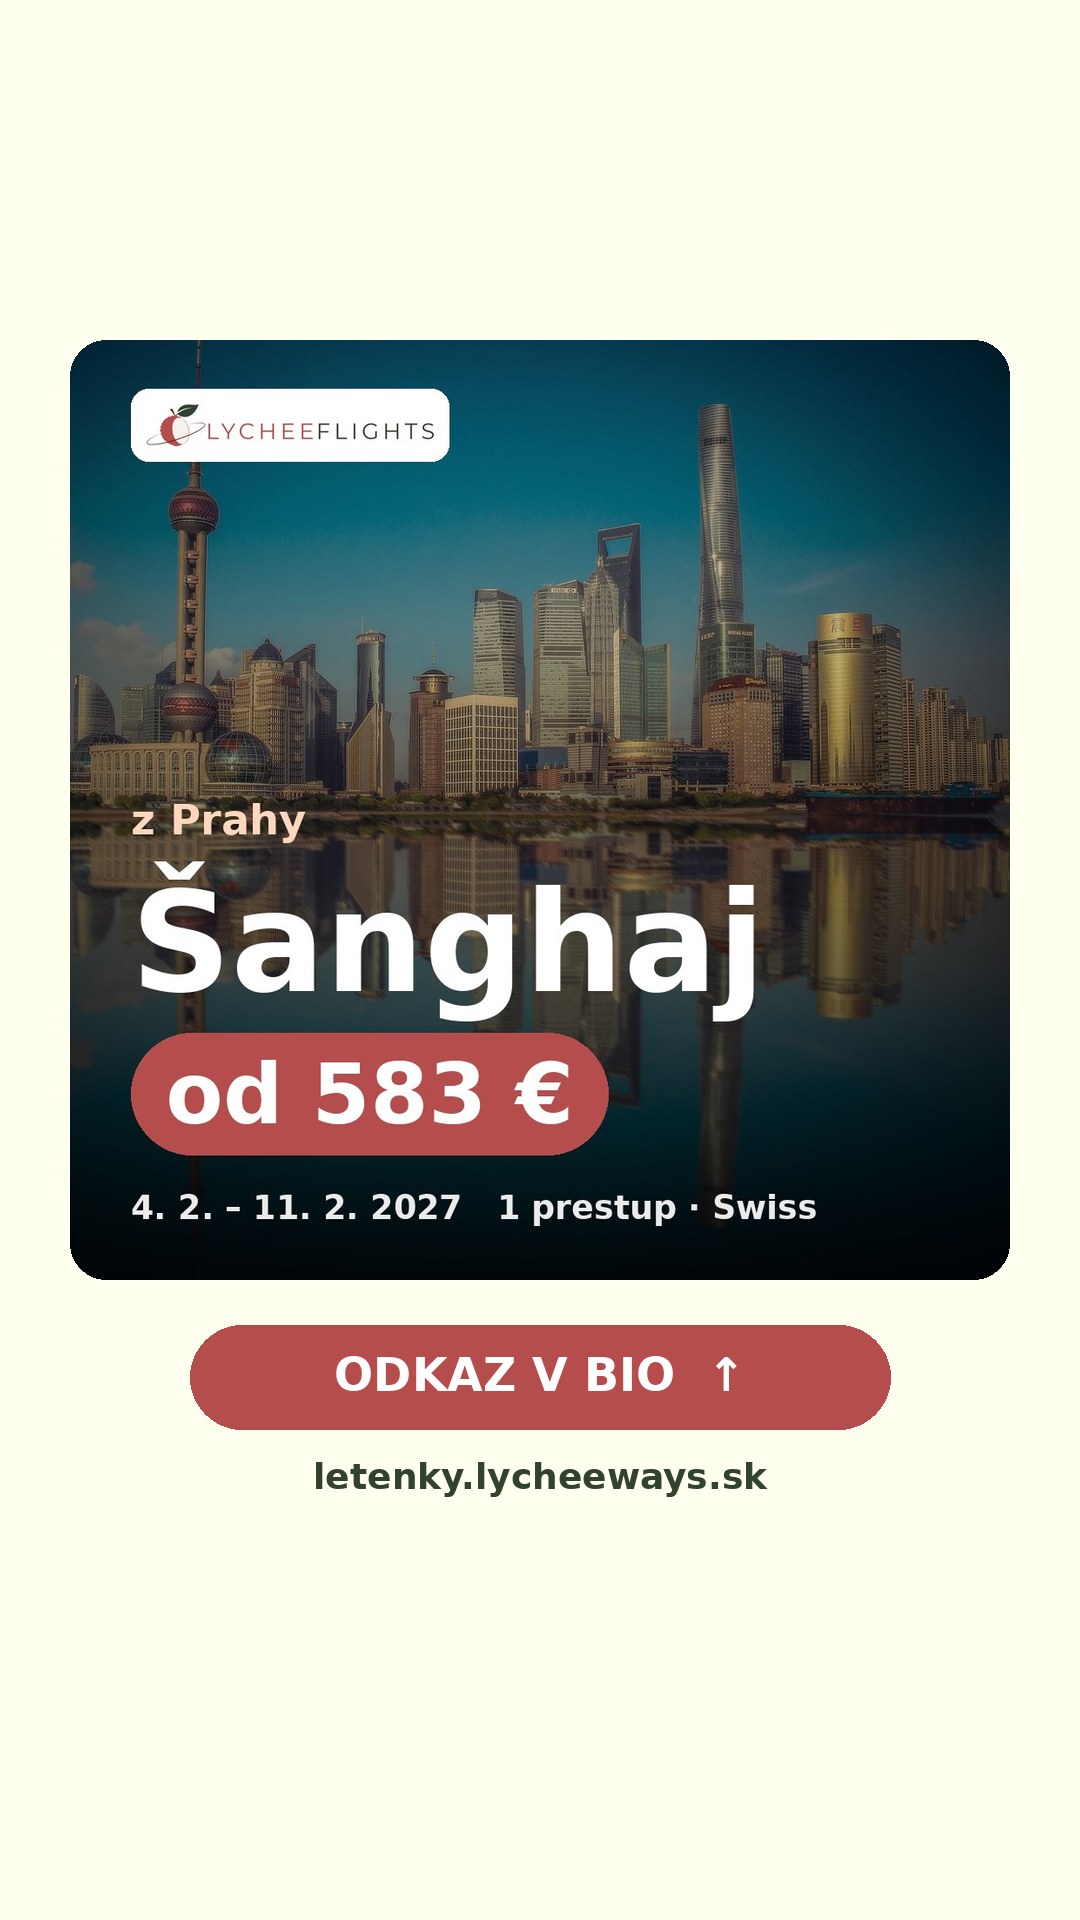 LYCHEEFLIGHTS
z Prahy
Šanghaj
od 583 €
4. 2. – 11. 2. 2027 1 prestup · Swiss
ODKAZ V BIO ↑
letenky.lycheeways.sk